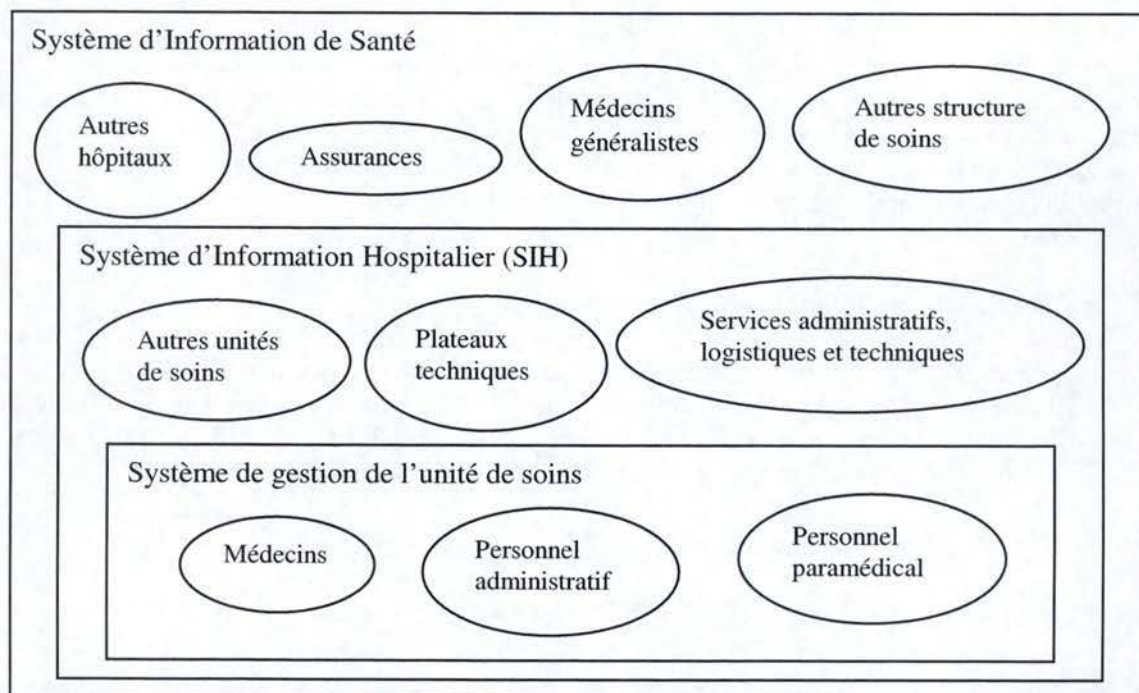 Système d'Information de Santé
Autres
hôpitaux
Assurances
Médecins
généralistes
Autres structure
de soins
Système d'Information Hospitalier (SIH)
Autres unités
de soins
Plateaux
techniques
Services administratifs,
logistiques et techniques
Système de gestion de l'unité de soins
Médecins
Personnel
administratif
Personnel
paramédical